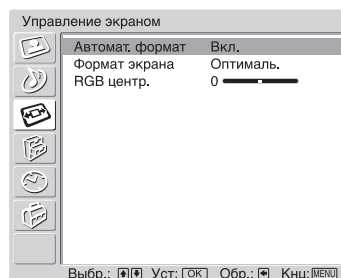 Управление экраном
Автомат. формат Вкл.
Формат экрана Оптималь.
RGB центр. 0
Выбр.: Уст: OK Обр.: Кнц: MENU